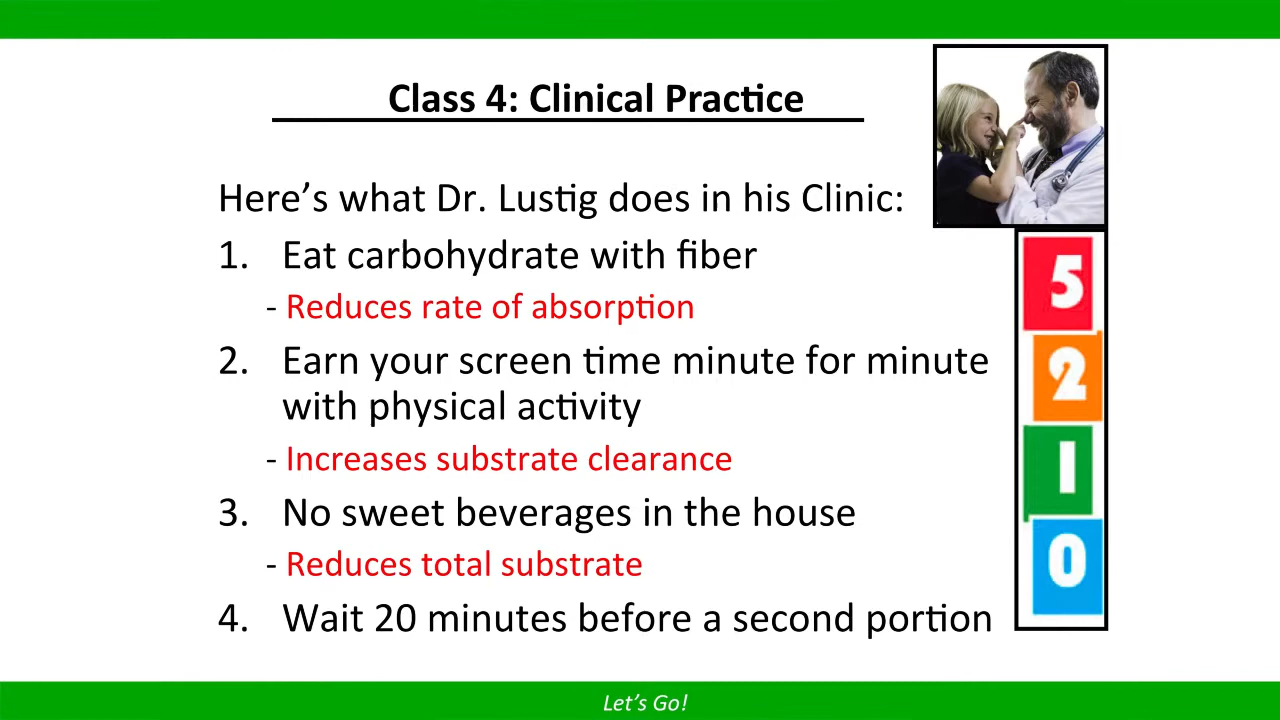 Class 4: Clinical Practice
Here’s what Dr. Lustig does in his Clinic:
1. Eat carbohydrate with fiber
- Reduces rate of absorption
2. Earn your screen time minute for minute
with physical activity
- Increases substrate clearance
3. No sweet beverages in the house
- Reduces total substrate
4. Wait 20 minutes before a second portion
5
2
1
0
Let’s Go!